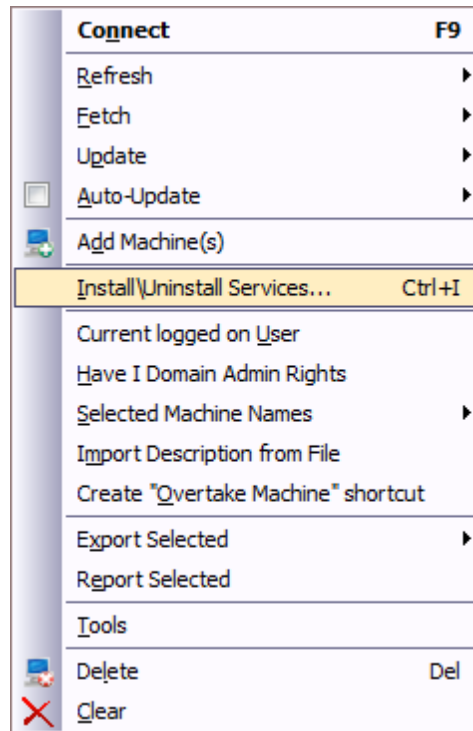 Connect F9
Refresh
Fetch
Update
Auto-Update
Add Machine(s)
Install\Uninstall Services... Ctrl+I
Current logged on User
Have I Domain Admin Rights
Selected Machine Names
Import Description from File
Create "Overtake Machine" shortcut
Export Selected
Report Selected
Tools
Delete Del
Clear